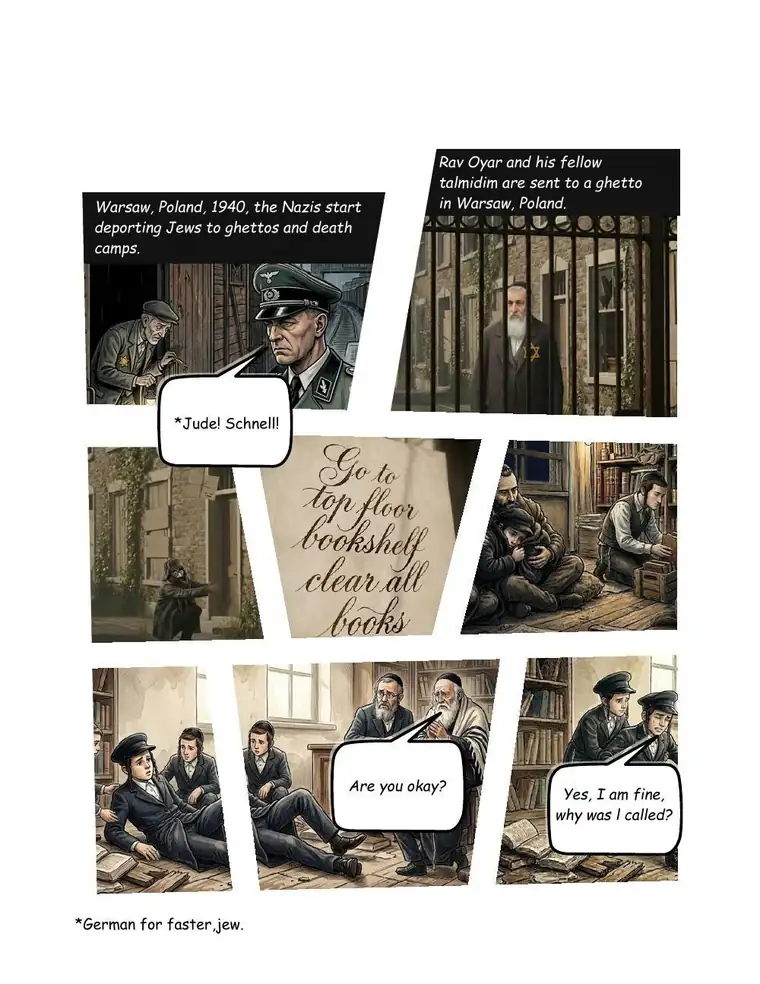 Warsaw, Poland, 1940, the Nazis start
deporting Jews to ghettos and death
camps.
*Jude! Schnell!
Rav Oyar and his fellow
talmidim are sent to a ghetto
in Warsaw, Poland.
Go to
top floor
bookshelf
clear all
books
Are you okay?
Yes, I am fine,
why was I called?
*German for faster,jew.